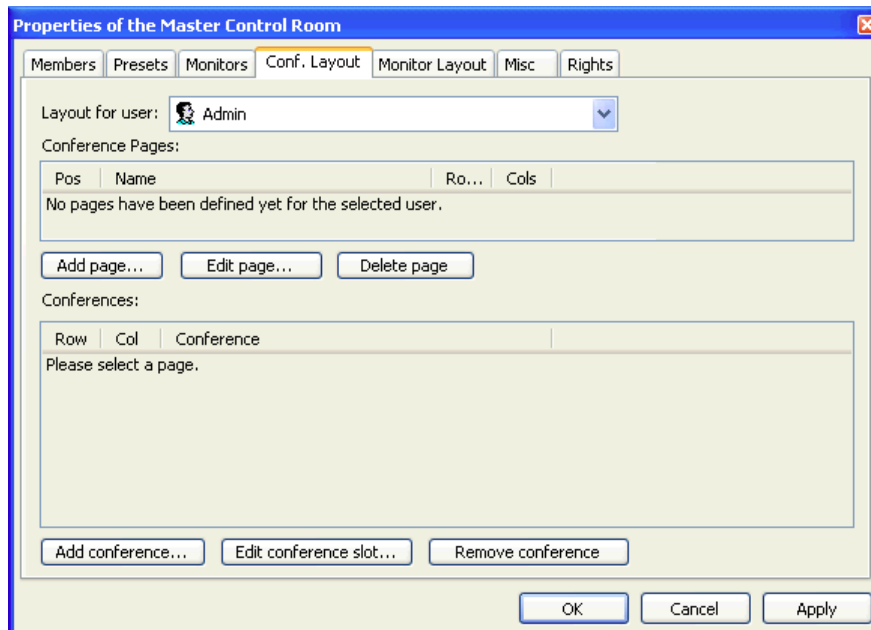 Properties of the Master Control Room
Members Presets Monitors Conf. Layout Monitor Layout Misc Rights
Layout for user: Admin
Conference Pages:
Pos Name Ro... Cols
No pages have been defined yet for the selected user.
Add page... Edit page... Delete page
Conferences:
Row Col Conference
Please select a page.
Add conference... Edit conference slot... Remove conference
OK Cancel Apply